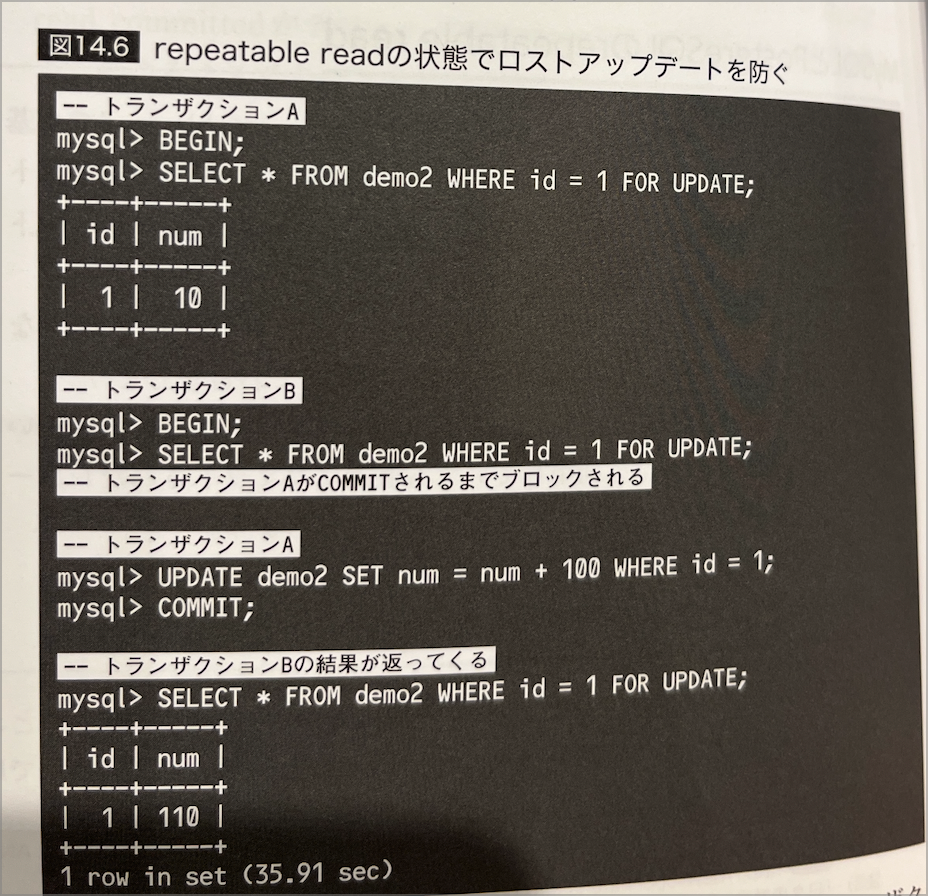 図14.6 repeatable readの状態でロストアップデートを防ぐ
-- トランザクションA
mysql> BEGIN;
mysql> SELECT * FROM demo2 WHERE id = 1 FOR UPDATE;
+----+-----+
| id | num |
+----+-----+
|  1 |  10 |
+----+-----+
-- トランザクションB
mysql> BEGIN;
mysql> SELECT * FROM demo2 WHERE id = 1 FOR UPDATE;
-- トランザクションAがCOMMITされるまでブロックされる
-- トランザクションA
mysql> UPDATE demo2 SET num = num + 100 WHERE id = 1;
mysql> COMMIT;
-- トランザクションBの結果が返ってくる
mysql> SELECT * FROM demo2 WHERE id = 1 FOR UPDATE;
+----+-----+
| id | num |
+----+-----+
|  1 | 110 |
+----+-----+
1 row in set (35.91 sec)